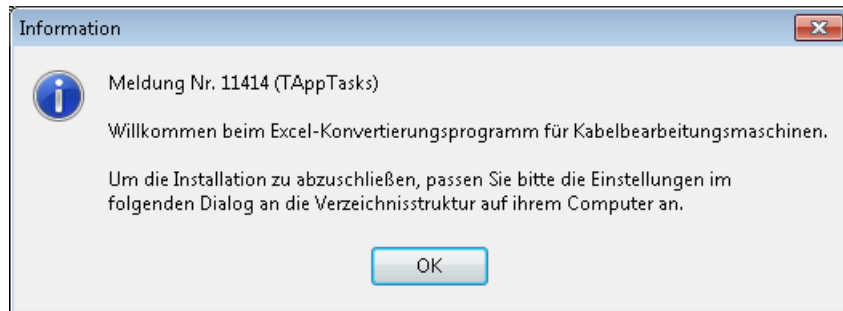 Information
Meldung Nr. 11414 (TAppTasks)
Willkommen beim Excel-Konvertierungsprogramm für Kabelbearbeitungsmaschinen.
Um die Installation zu abzuschließen, passen Sie bitte die Einstellungen im
folgenden Dialog an die Verzeichnisstruktur auf ihrem Computer an.
OK